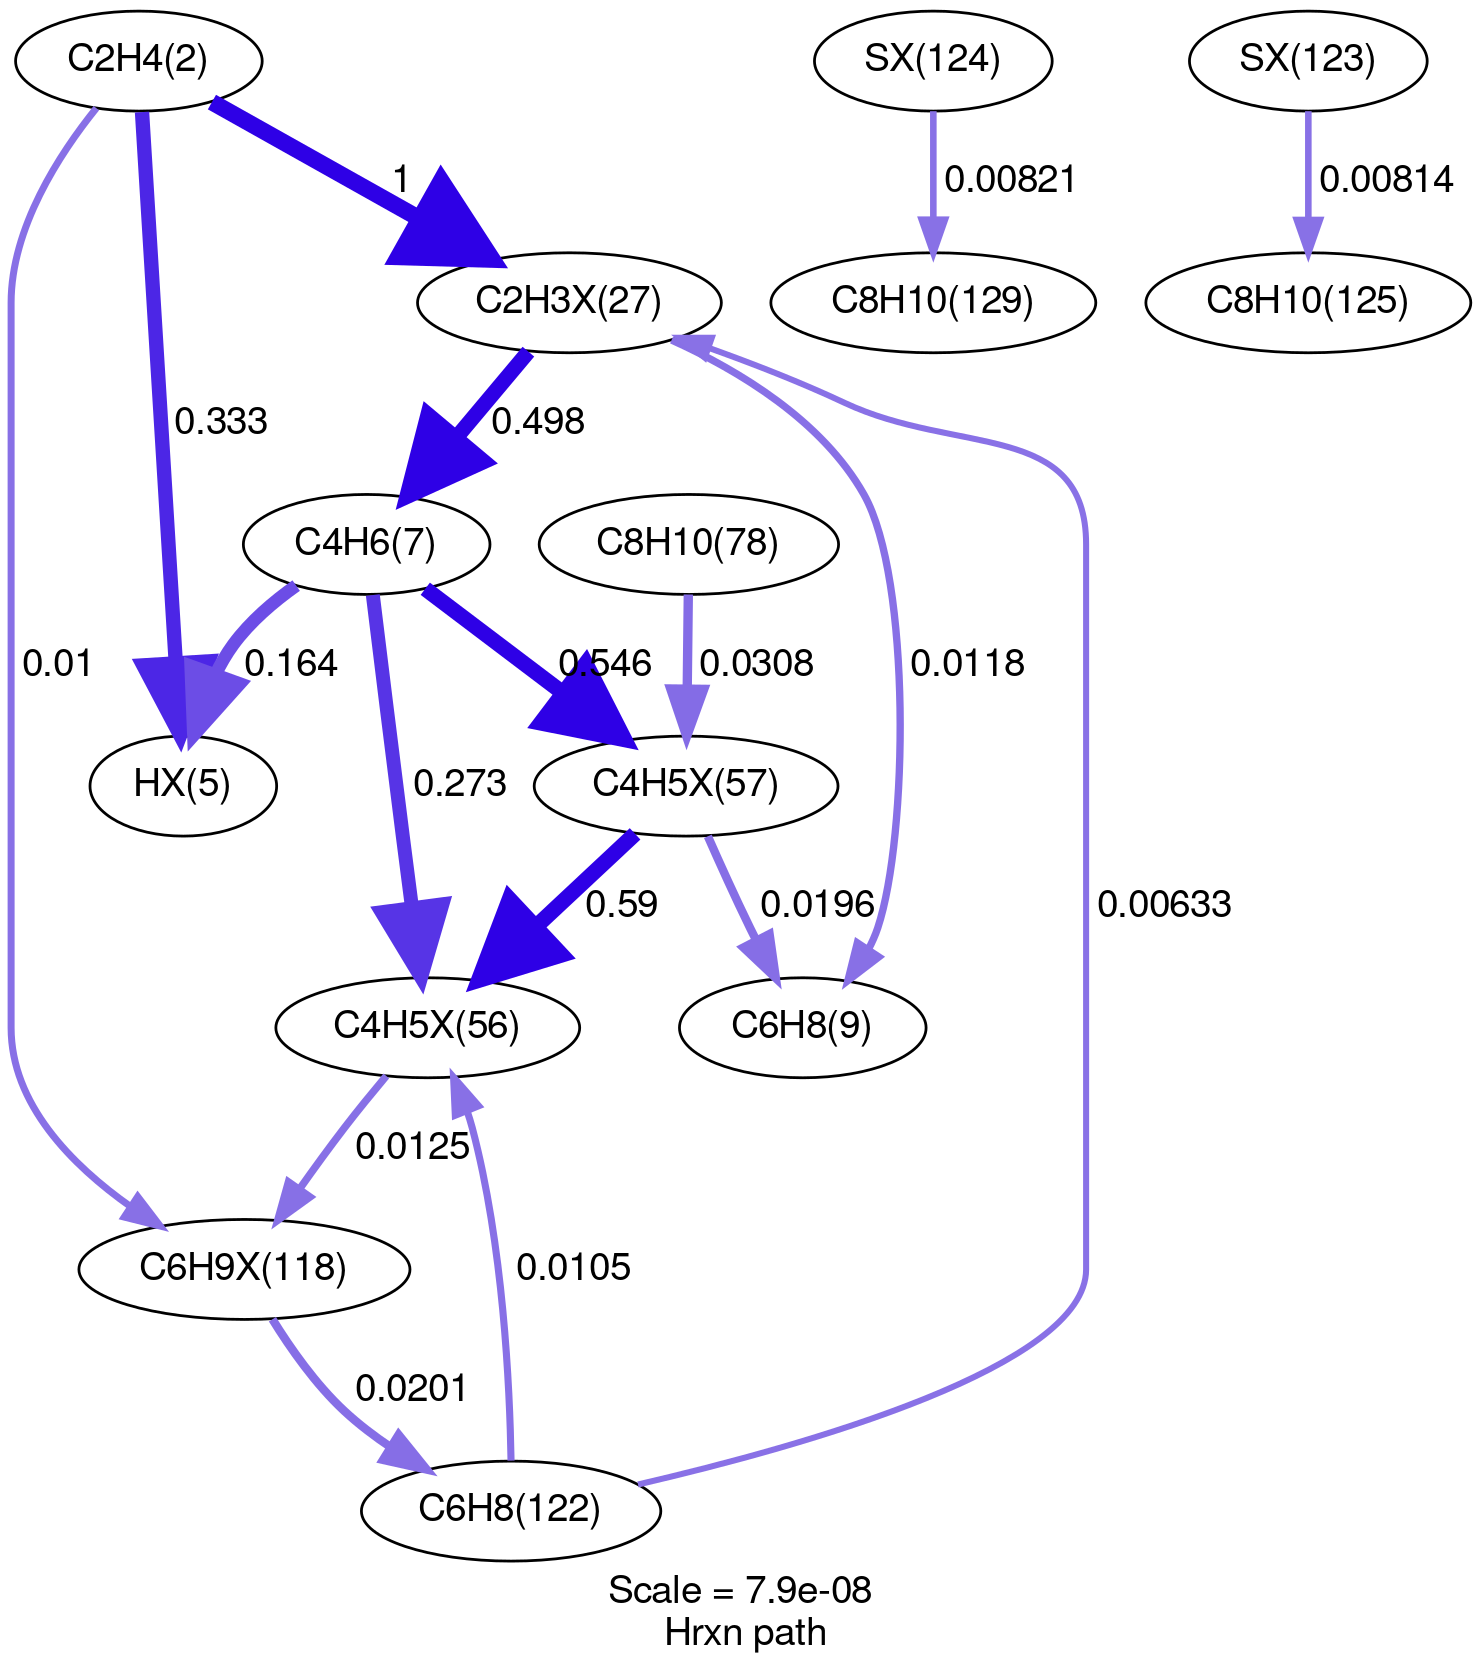 C2H4(2)
SX(124)
SX(123)
1
0.00821
0.00814
C2H3X(27)
C8H10(129)
C8H10(125)
0.333
0.498
C4H6(7)
C8H10(78)
0.01
0.164
0.546
0.0308
0.0118
HX(5)
0.273
C4H5X(57)
0.59
0.0196
0.00633
C4H5X(56)
C6H8(9)
0.0125
C6H9X(118)
0.0105
0.0201
C6H8(122)
Scale = 7.9e-08
Hrxn path